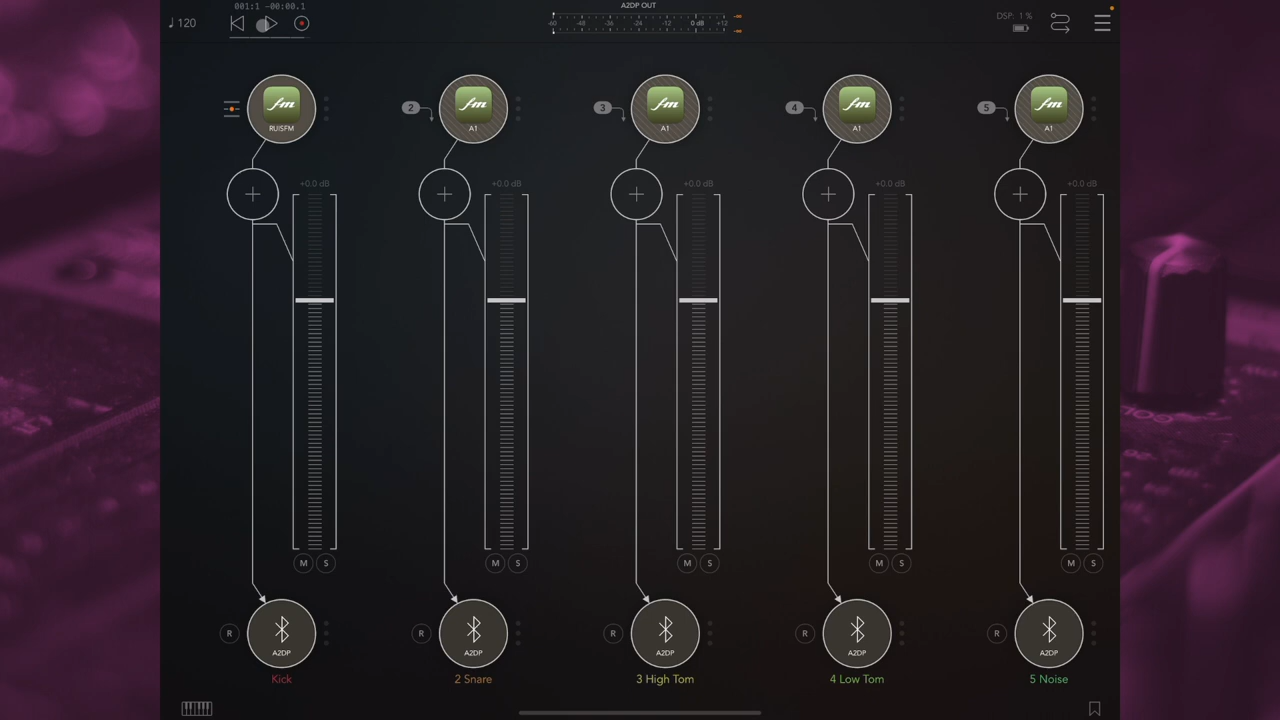 001:1 -00:00.1
A2DP OUT
♩ 120
-60 -48 -36 -24 -12 0 dB +12
-∞
-∞
DSP: 1 %
fm
RUISFM
2
fm
A1
3
fm
A1
4
fm
A1
5
fm
A1
+0.0 dB
+0.0 dB
+0.0 dB
+0.0 dB
+0.0 dB
M S
M S
M S
M S
M S
R
A2DP
R
A2DP
R
A2DP
R
A2DP
R
A2DP
Kick
2 Snare
3 High Tom
4 Low Tom
5 Noise